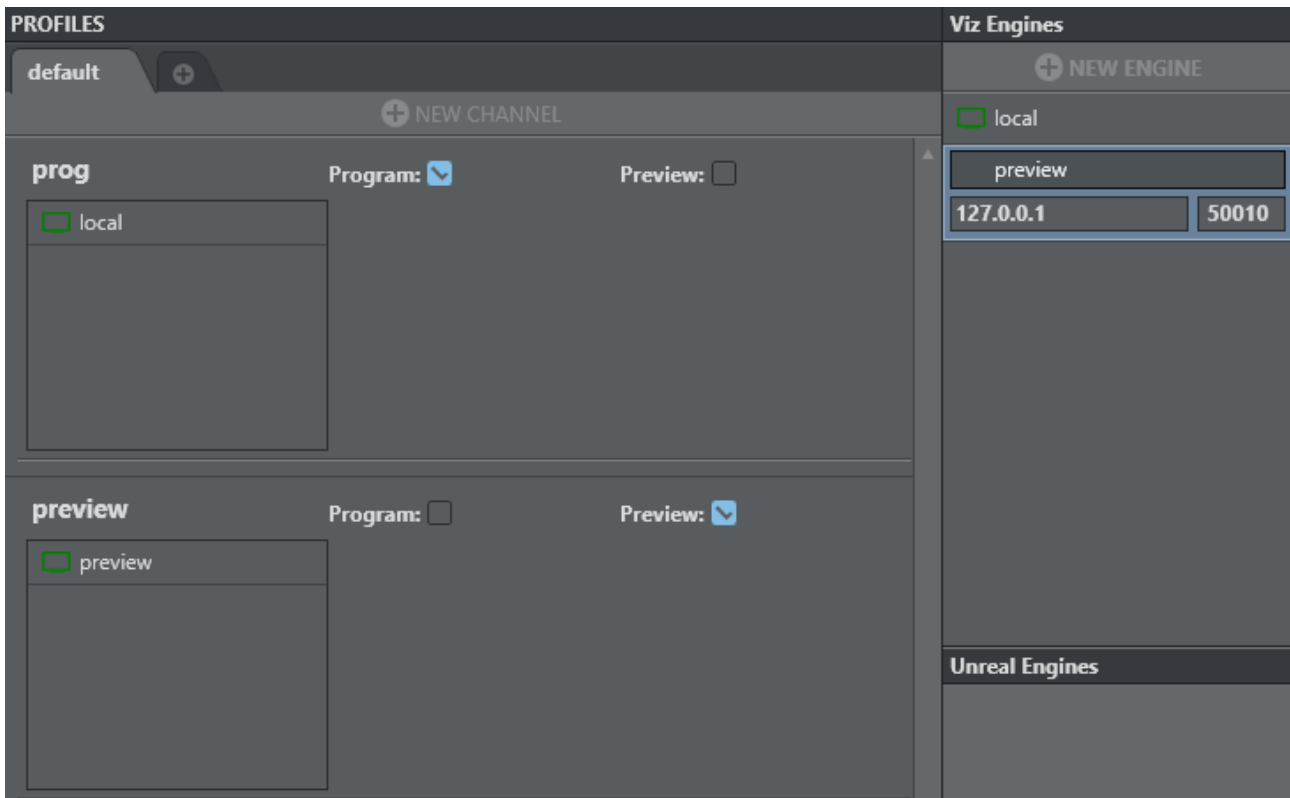 PROFILES
default
NEW CHANNEL
prog
Program:
Preview:
local
preview
Program:
Preview:
preview
Viz Engines
NEW ENGINE
local
preview
127.0.0.1 50010
Unreal Engines